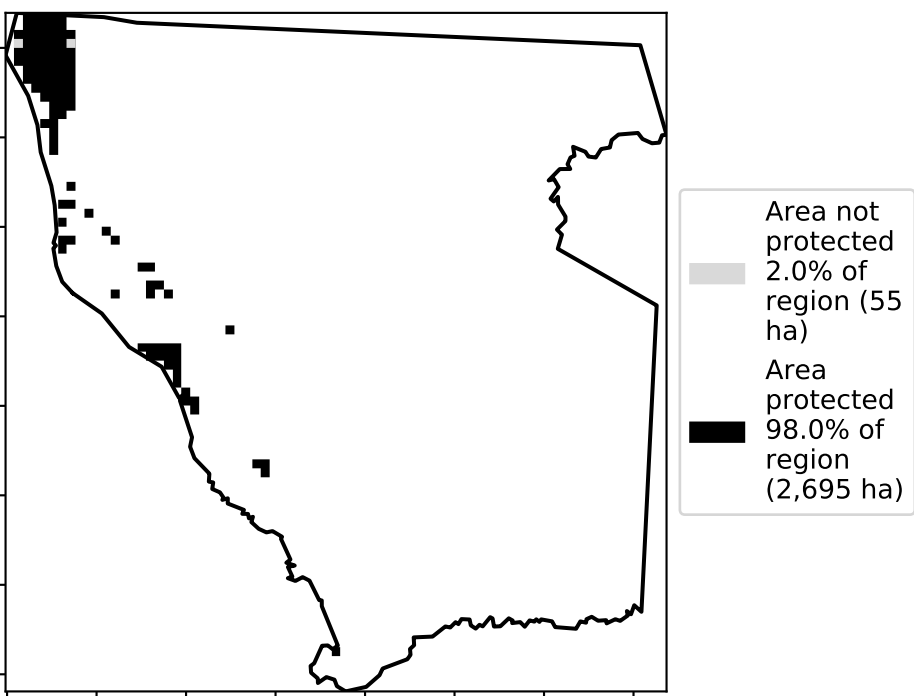 Area not
protected
2.0% of
region (55
ha)
Area
protected
98.0% of
region
(2,695 ha)